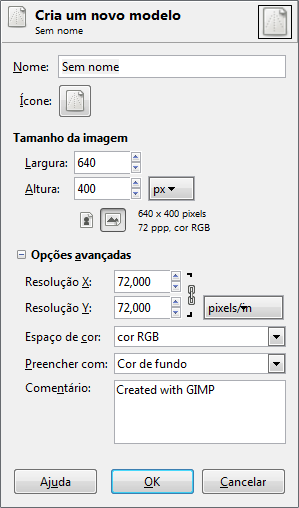 Cria um novo modelo
Sem nome
Nome: Sem nome
Ícone:
Tamanho da imagem
Largura: 640
Altura: 400 px
640 x 400 pixels
72 ppp, cor RGB
Opções avançadas
Resolução X: 72,000
Resolução Y: 72,000 pixels/in
Espaço de cor: cor RGB
Preencher com: Cor de fundo
Comentário: Created with GIMP
Ajuda OK Cancelar